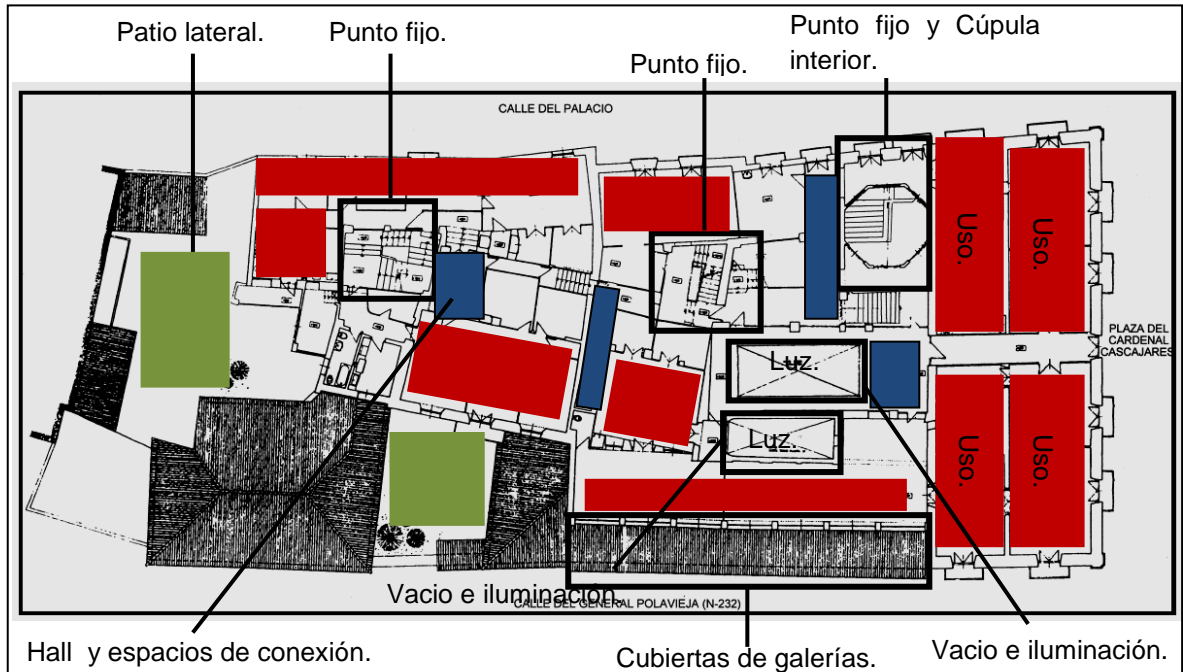 Patio lateral.
Punto fijo.
Punto fijo.
Punto fijo y Cúpula
interior.
CALLE DEL PALACIO
Uso.
Uso.
PLAZA DEL
CARDENAL
CASCAJARES
Luz.
Luz.
Uso.
Uso.
Vacio e iluminación.
CALLE DEL GENERAL POLAVIEJA (N-232)
Hall y espacios de conexión.
Cubiertas de galerías.
Vacio e iluminación.